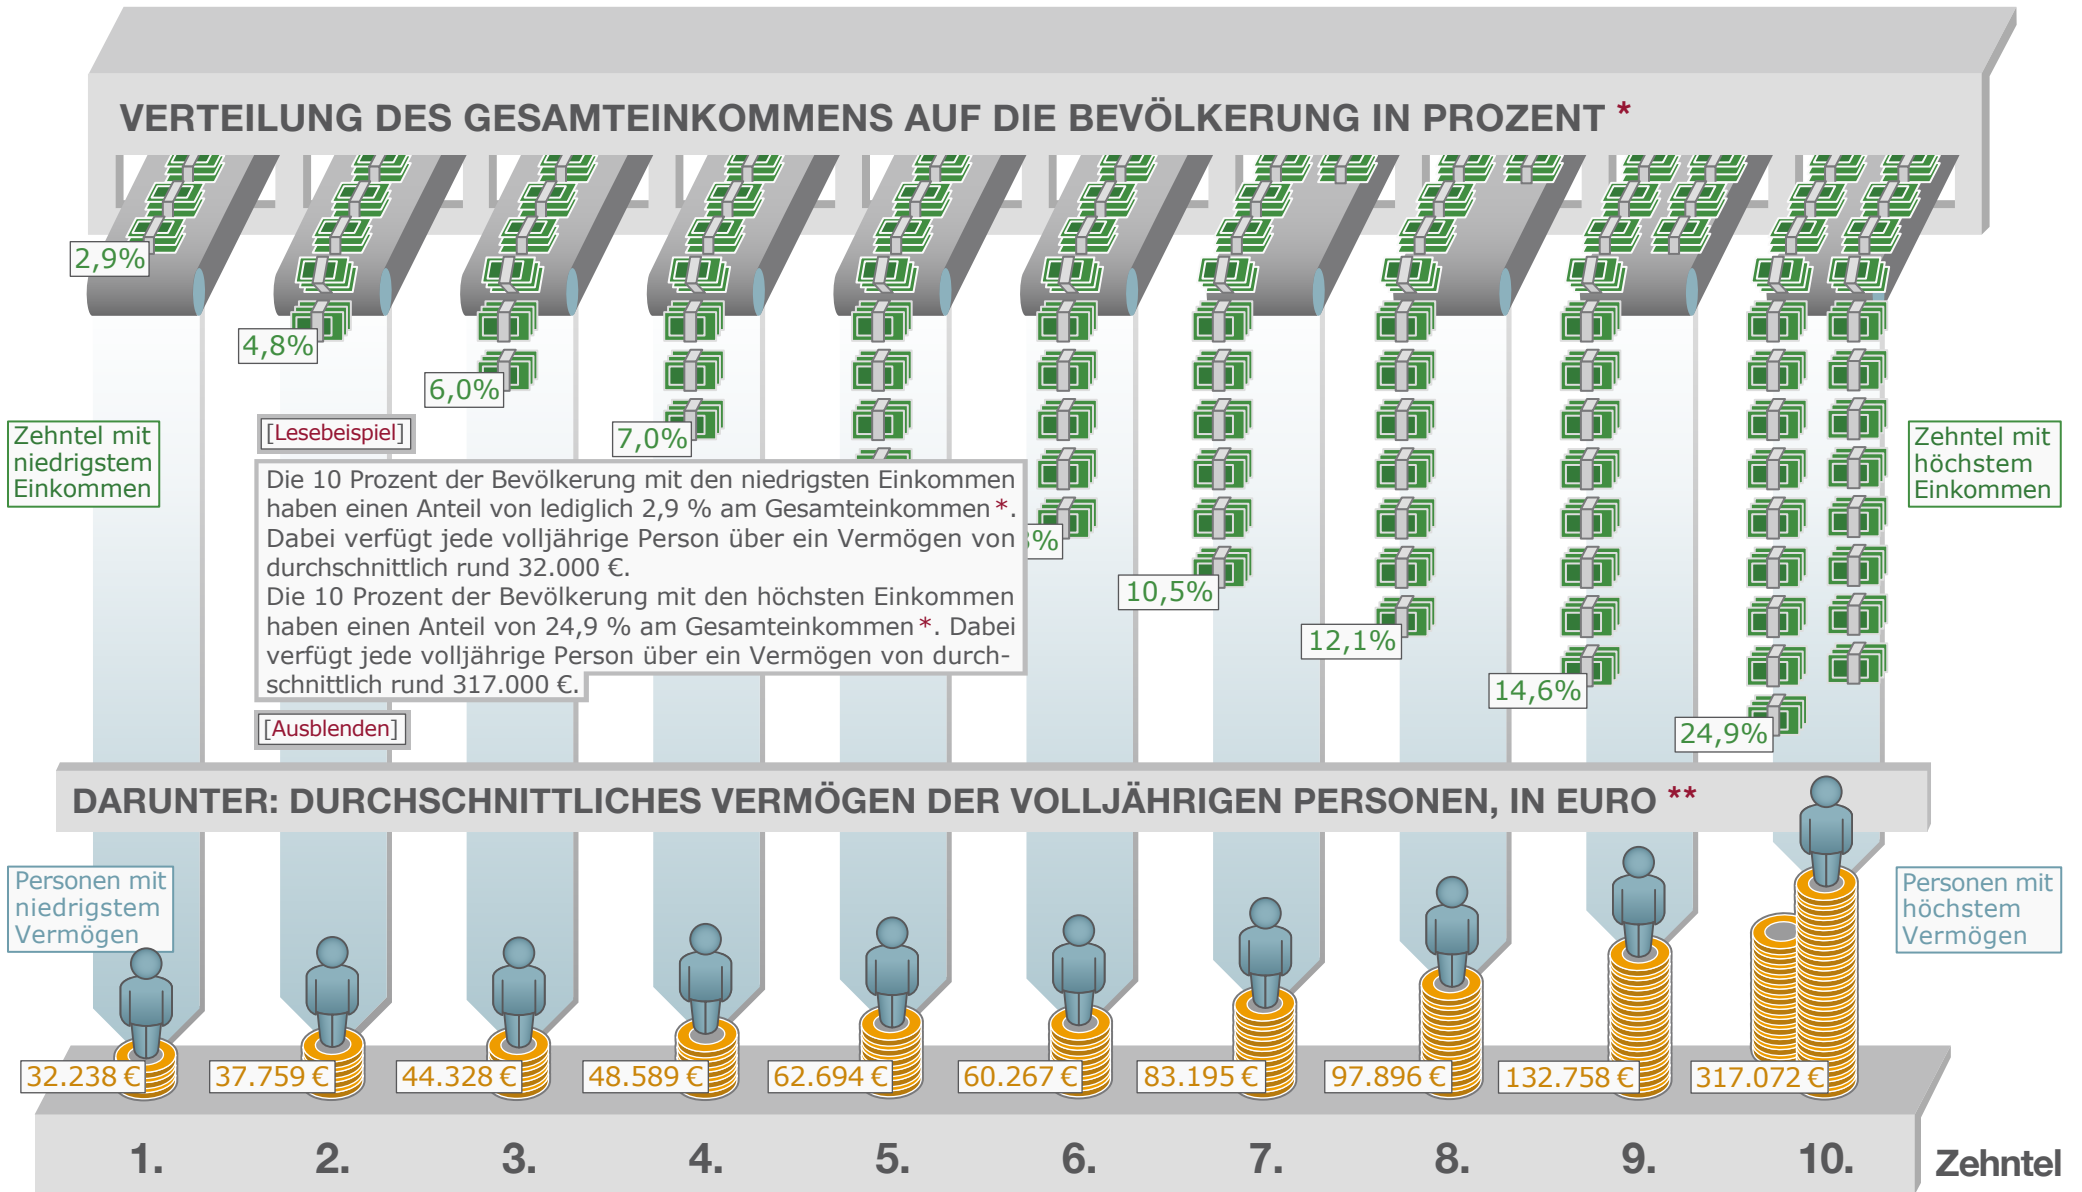 VERTEILUNG DES GESAMTEINKOMMENS AUF DIE BEVÖLKERUNG IN PROZENT *
2,9%
4,8%
6,0%
7,0%
10,5%
12,1%
14,6%
24,9%
Zehntel mit
niedrigstem
Einkommen
[Lesebeispiel]
Die 10 Prozent der Bevölkerung mit den niedrigsten Einkommen
haben einen Anteil von lediglich 2,9 % am Gesamteinkommen *.
Dabei verfügt jede volljährige Person über ein Vermögen von
durchschnittlich rund 32.000 €.
Die 10 Prozent der Bevölkerung mit den höchsten Einkommen
haben einen Anteil von 24,9 % am Gesamteinkommen *. Dabei
verfügt jede volljährige Person über ein Vermögen von durch-
schnittlich rund 317.000 €.
[Ausblenden]
Zehntel mit
höchstem
Einkommen
DARUNTER: DURCHSCHNITTLICHES VERMÖGEN DER VOLLJÄHRIGEN PERSONEN, IN EURO **
Personen mit
niedrigstem
Vermögen
Personen mit
höchstem
Vermögen
32.238 €
37.759 €
44.328 €
48.589 €
62.694 €
60.267 €
83.195 €
97.896 €
132.758 €
317.072 €
1. 2. 3. 4. 5. 6. 7. 8. 9. 10. Zehntel